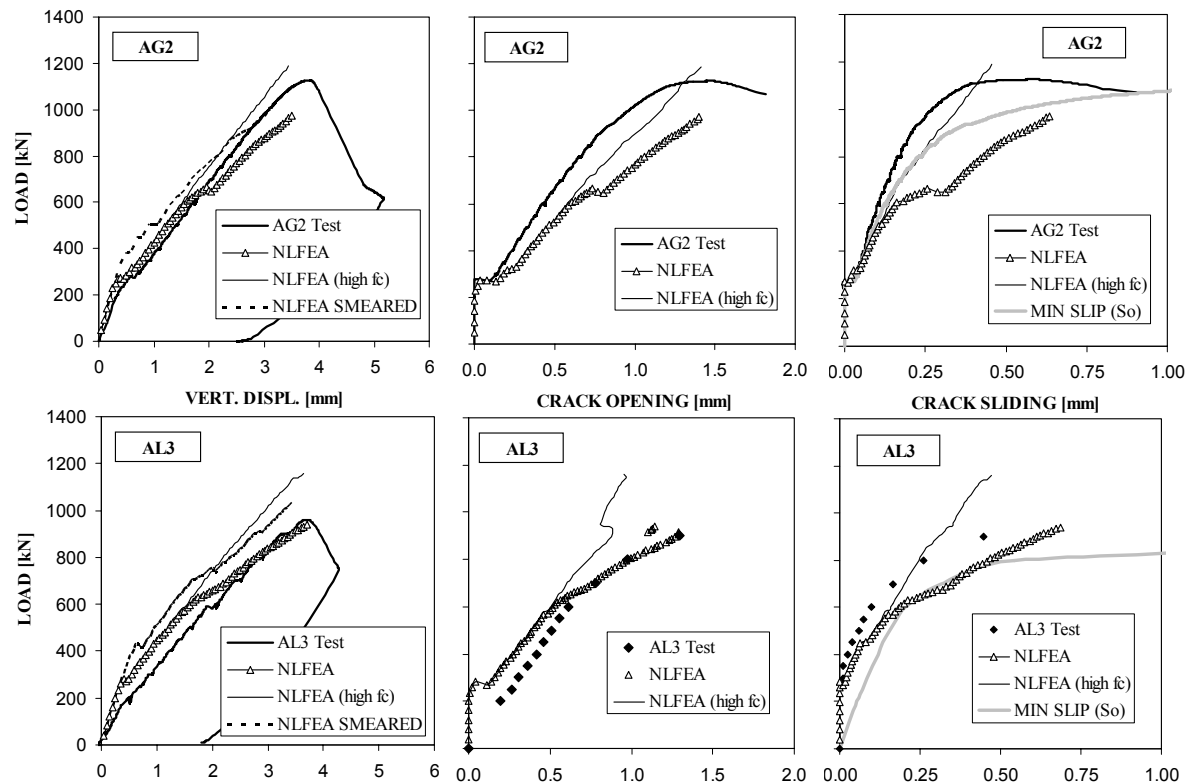 1400
1200
1000
800
600
400
200
0
LOAD [kN]
AG2
AG2 Test
NLFEA
NLFEA (high fc)
NLFEA SMEARED
0 1 2 3 4 5 6
VERT. DISPL. [mm]
AG2
AG2 Test
NLFEA
NLFEA (high fc)
0.0 0.5 1.0 1.5 2.0
CRACK OPENING [mm]
AG2
AG2 Test
NLFEA
NLFEA (high fc)
MIN SLIP (So)
0.00 0.25 0.50 0.75 1.00
CRACK SLIDING [mm]
1400
1200
1000
800
600
400
200
0
LOAD [kN]
AL3
AL3 Test
NLFEA
NLFEA (high fc)
NLFEA SMEARED
0 1 2 3 4 5 6
AL3
AL3 Test
NLFEA
NLFEA (high fc)
0.0 0.5 1.0 1.5 2.0
AL3
AL3 Test
NLFEA
NLFEA (high fc)
MIN SLIP (So)
0.00 0.25 0.50 0.75 1.00